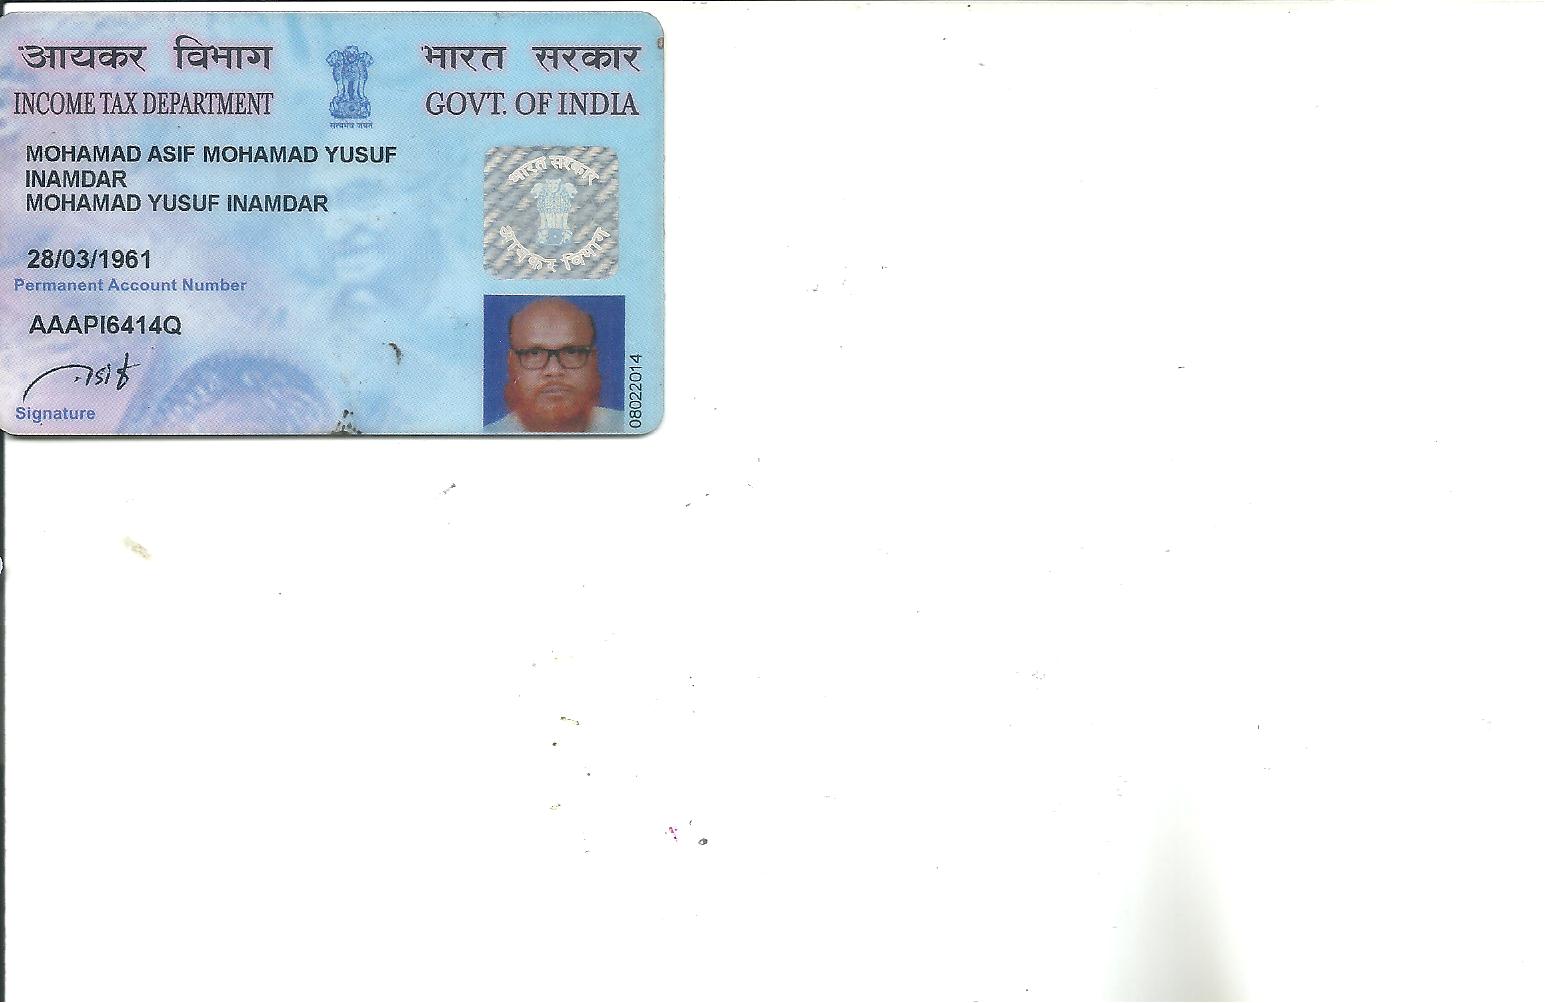 आयकर विभाग
INCOME TAX DEPARTMENT
सत्यमेव जयते
भारत सरकार
GOVT. OF INDIA
MOHAMAD ASIF MOHAMAD YUSUF
INAMDAR
MOHAMAD YUSUF INAMDAR
28/03/1961
Permanent Account Number
AAAPI6414Q
Signature
भारत सरकार
आयकर विभाग
08022014